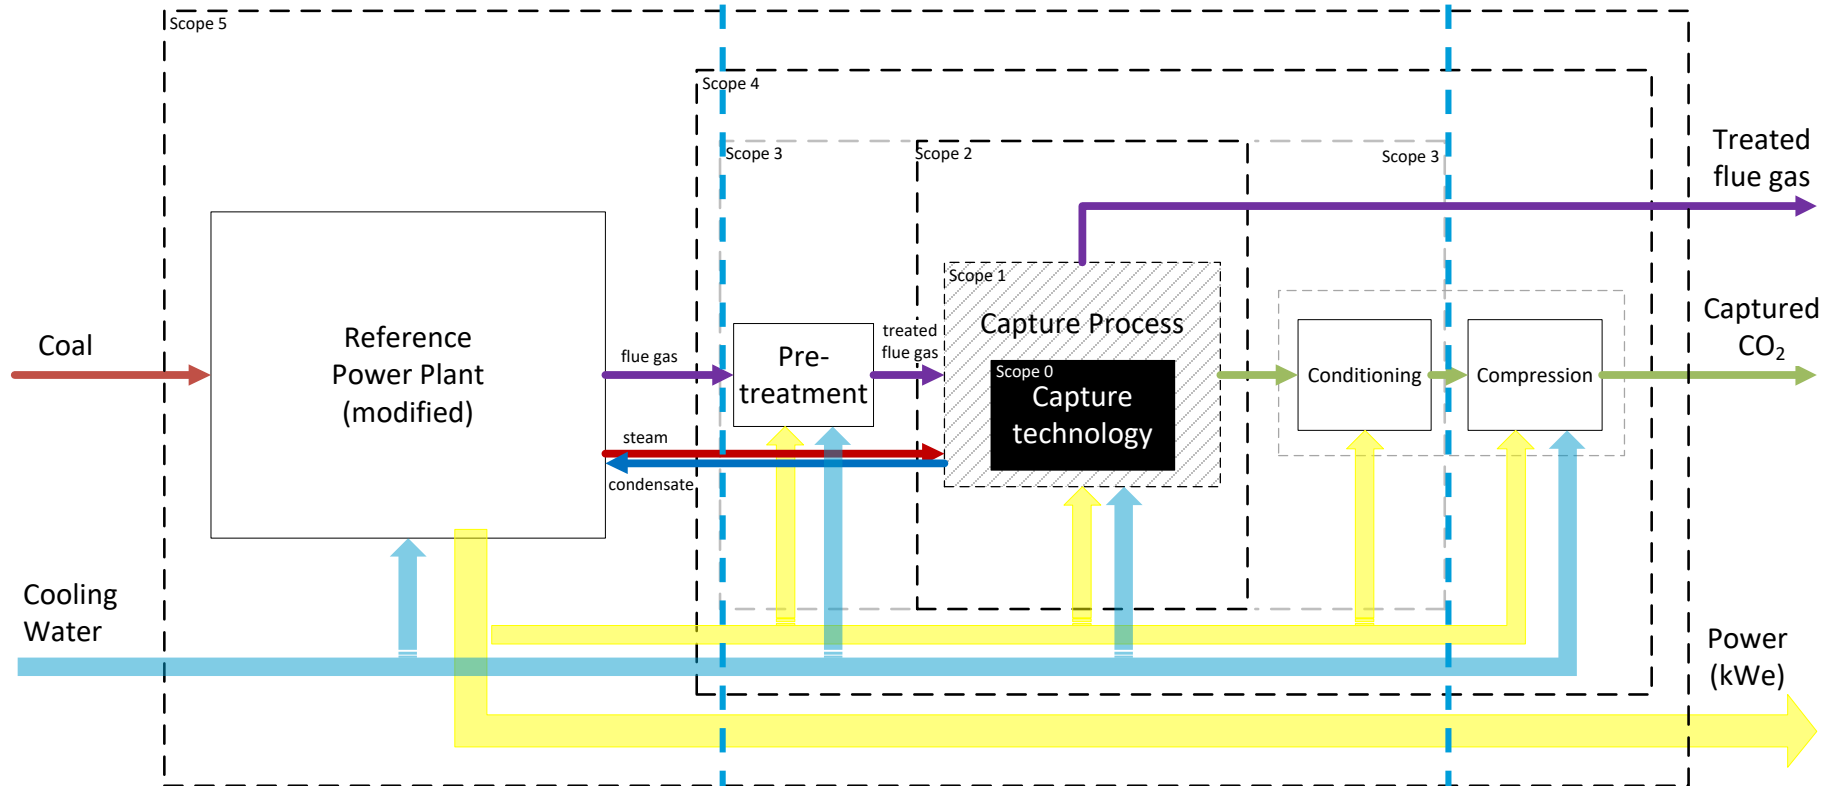 Scope 5
Scope 4
Scope 3
Scope 2
Scope 3
Treated
flue gas
Scope 1
Capture Process
Scope 0
Capture
technology
Coal
Reference
Power Plant
(modified)
flue gas
Pre-
treatment
treated
flue gas
Conditioning
Compression
Captured
CO₂
steam
condensate
Cooling
Water
Power
(kWe)